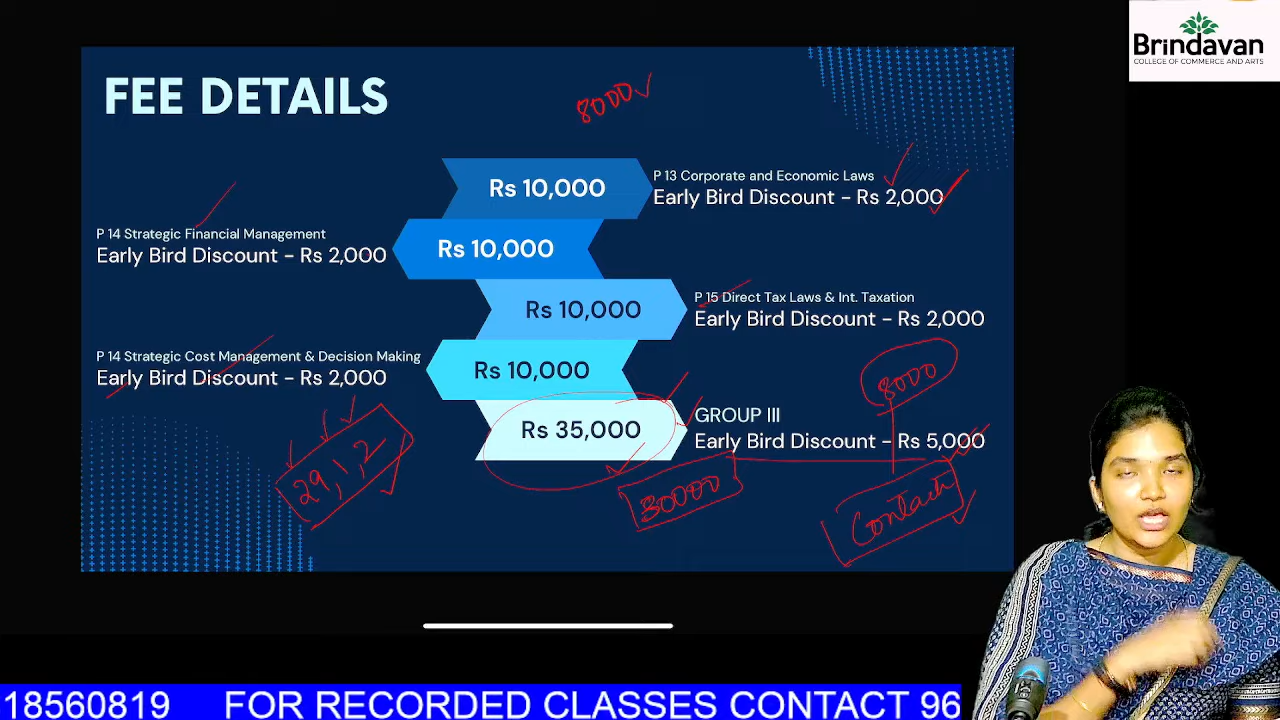 Brindavan
COLLEGE OF COMMERCE AND ARTS
FEE DETAILS
8000
Rs 10,000
P 13 Corporate and Economic Laws
Early Bird Discount - Rs 2,000
P 14 Strategic Financial Management
Early Bird Discount - Rs 2,000
Rs 10,000
Rs 10,000
P 15 Direct Tax Laws & Int. Taxation
Early Bird Discount - Rs 2,000
P 14 Strategic Cost Management & Decision Making
Early Bird Discount - Rs 2,000
Rs 10,000
8000
Rs 35,000
GROUP III
Early Bird Discount - Rs 5,000
29, 1, 2
30000
Contact
18560819 FOR RECORDED CLASSES CONTACT 96